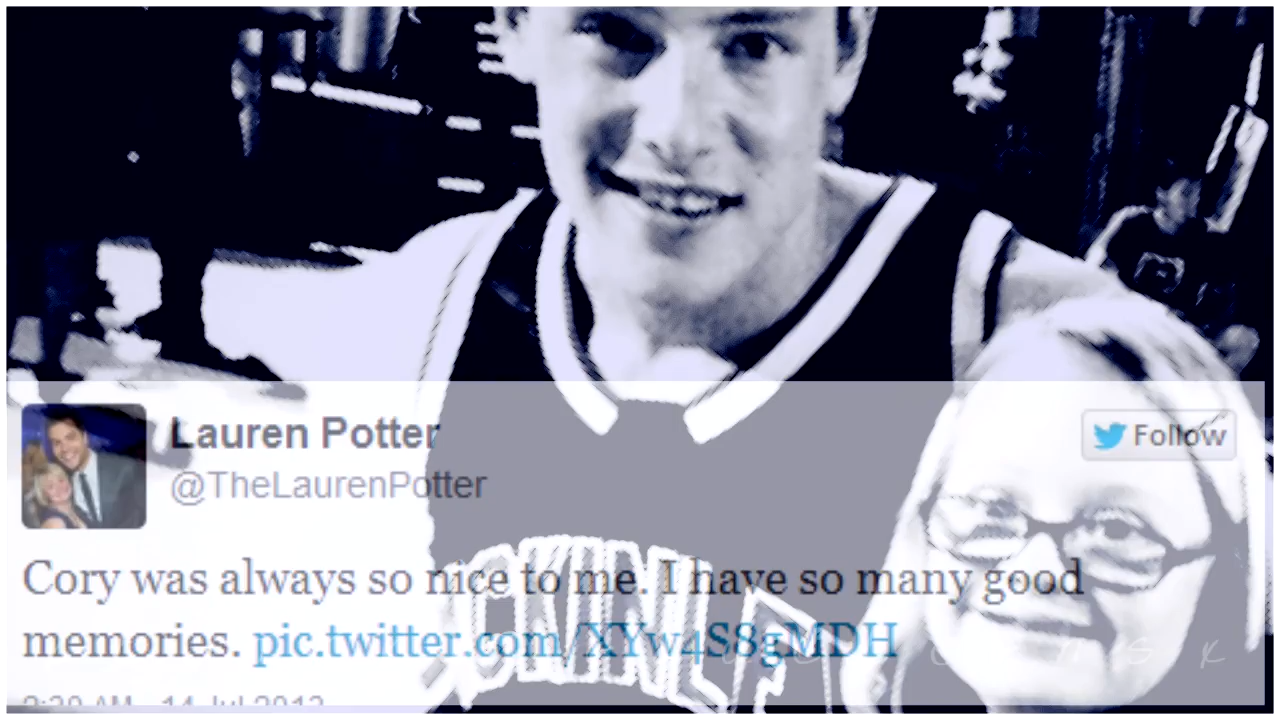 Lauren Potter
Follow
@TheLaurenPotter
Cory was always so nice to me. I have so many good
memories. pic.twitter.com/XYw4S8gMDH
CKINLE